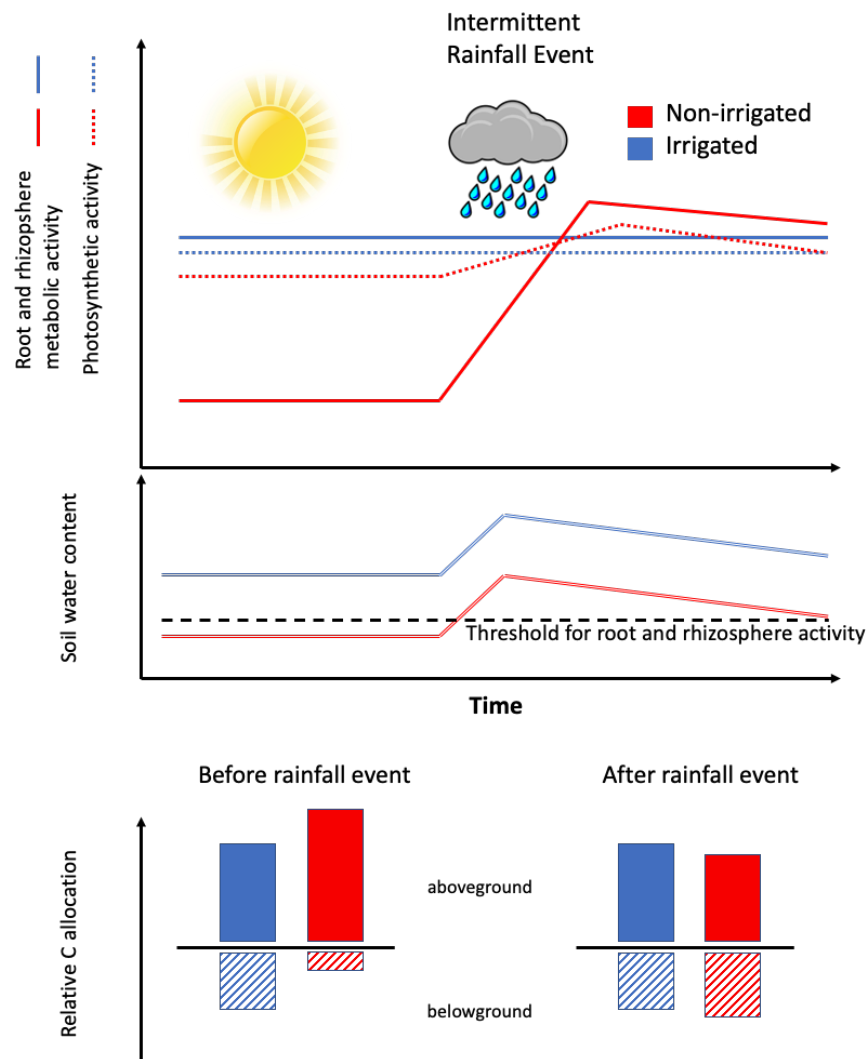 Intermittent
Rainfall Event
Non-irrigated
Irrigated
Root and rhizopshere
metabolic activity
Photosynthetic activity
Soil water content
Threshold for root and rhizosphere activity
Time
Before rainfall event
After rainfall event
Relative C allocation
aboveground
belowground